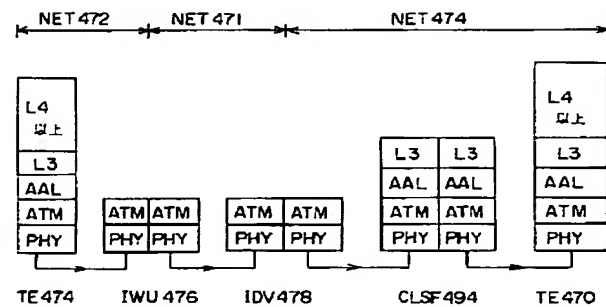 NET472 NET471 NET474
L4
以上
L3
AAL
ATM
PHY
ATM ATM
PHY PHY
ATM ATM
PHY PHY
L3 L3
AAL AAL
ATM ATM
PHY PHY
L4
以上
L3
AAL
ATM
PHY
TE474 IWU476 IDV478 CLSF494 TE470